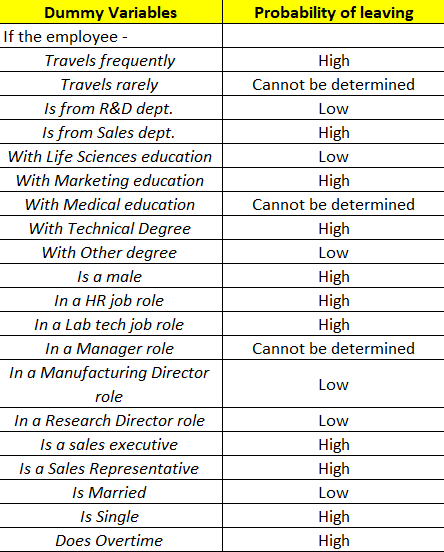 Dummy Variables Probability of leaving
If the employee -
Travels frequently High
Travels rarely Cannot be determined
Is from R&D dept. Low
Is from Sales dept. High
With Life Sciences education Low
With Marketing education High
With Medical education Cannot be determined
With Technical Degree High
With Other degree Low
Is a male High
In a HR job role High
In a Lab tech job role High
In a Manager role Cannot be determined
In a Manufacturing Director
role Low
In a Research Director role Low
Is a sales executive High
Is a Sales Representative High
Is Married Low
Is Single High
Does Overtime High